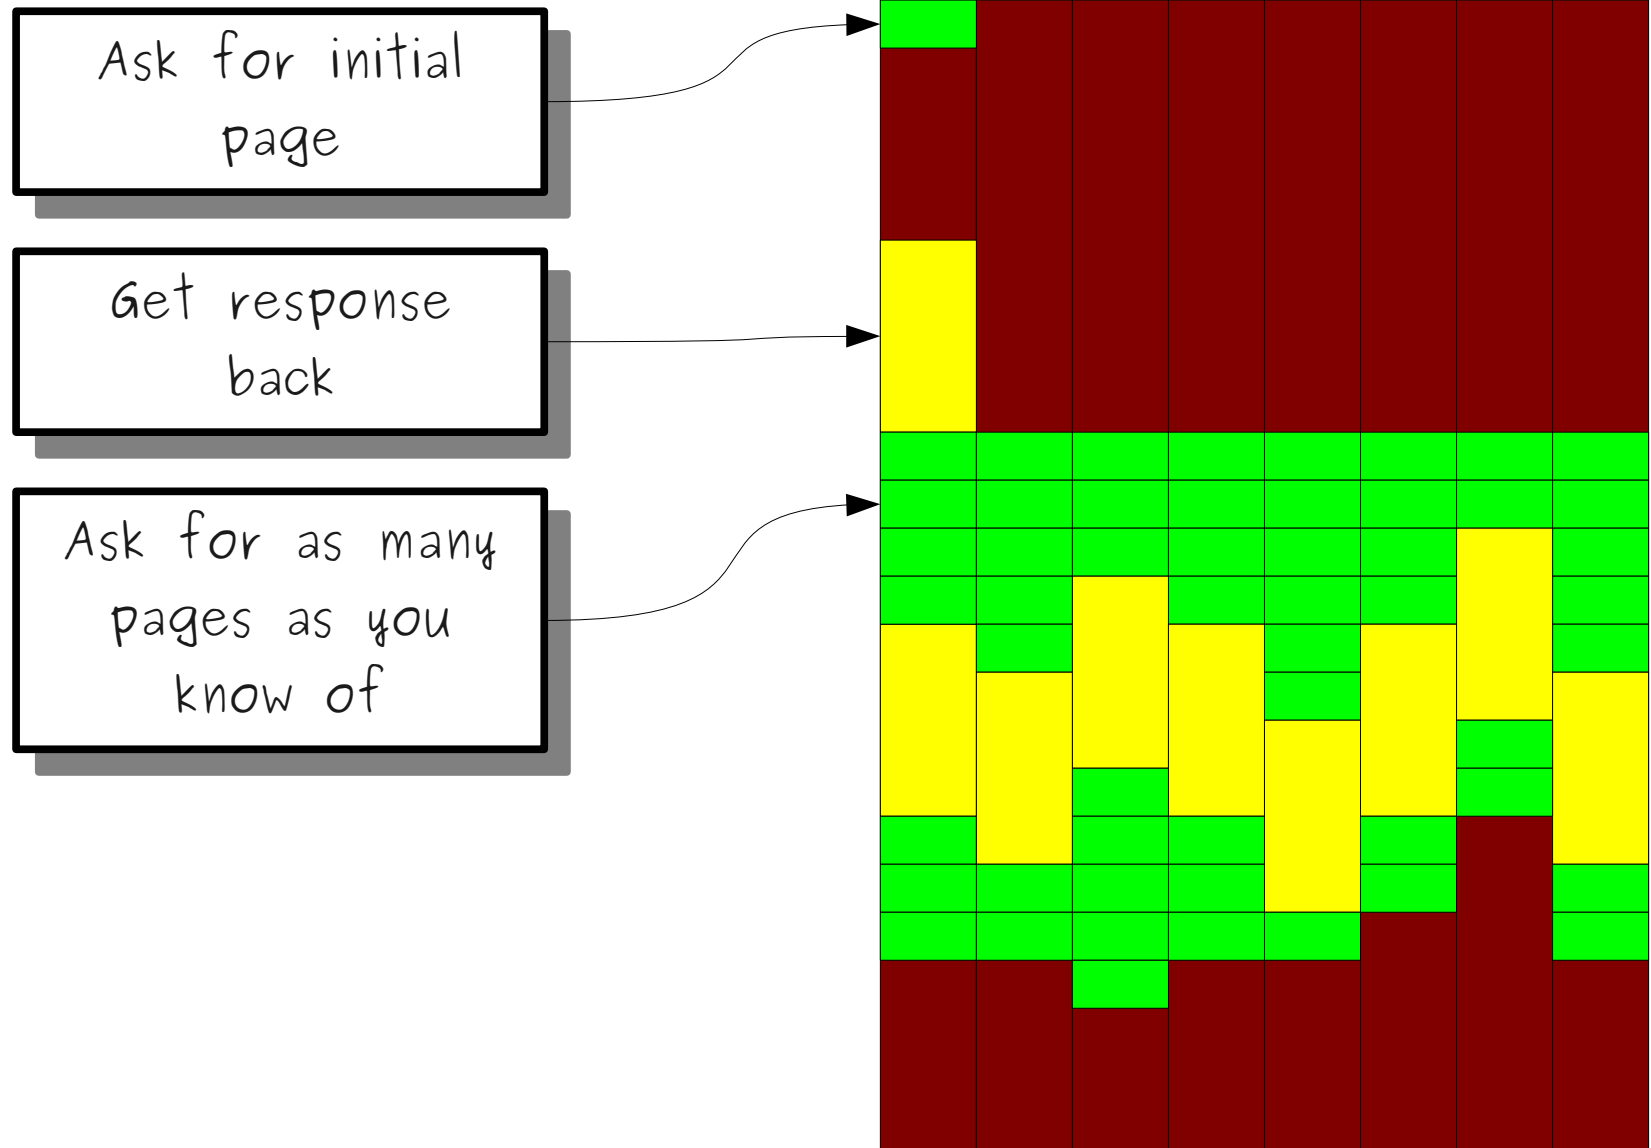 Ask for initial
page
Get response
back
Ask for as many
pages as you
know of